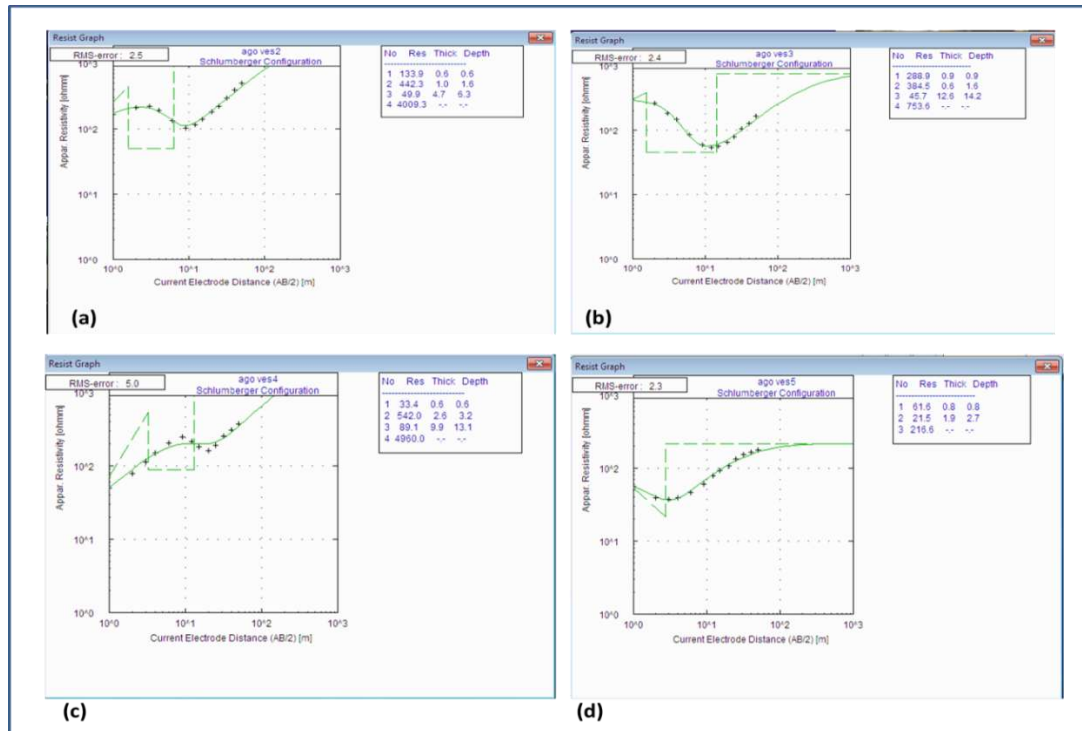 Resist Graph
RMS-error : 2.5
ago ves2
Schlumberger Configuration
Appar. Resistivity [ohmm]
10^3
10^2
10^1
10^0
10^0 10^1 10^2 10^3
Current Electrode Distance (AB/2) [m]
No Res Thick Depth
------------------------
1 133.9 0.6 0.6
2 442.3 1.0 1.6
3 49.9 4.7 6.3
4 4009.3 -.- -.-
(a)
Resist Graph
RMS-error : 2.4
ago ves3
Schlumberger Configuration
Appar. Resistivity [ohmm]
10^3
10^2
10^1
10^0
10^0 10^1 10^2 10^3
Current Electrode Distance (AB/2) [m]
No Res Thick Depth
------------------------
1 288.9 0.9 0.9
2 384.5 0.6 1.6
3 45.7 12.6 14.2
4 753.6 -.- -.-
(b)
Resist Graph
RMS-error : 5.0
ago ves4
Schlumberger Configuration
Appar. Resistivity [ohmm]
10^3
10^2
10^1
10^0
10^0 10^1 10^2 10^3
Current Electrode Distance (AB/2) [m]
No Res Thick Depth
------------------------
1 33.4 0.6 0.6
2 542.0 2.6 3.2
3 89.1 9.9 13.1
4 4960.0 -.- -.-
(c)
Resist Graph
RMS-error : 2.3
ago ves5
Schlumberger Configuration
Appar. Resistivity [ohmm]
10^3
10^2
10^1
10^0
10^0 10^1 10^2 10^3
Current Electrode Distance (AB/2) [m]
No Res Thick Depth
------------------------
1 61.6 0.8 0.8
2 21.5 1.9 2.7
3 216.6 -.- -.-
(d)